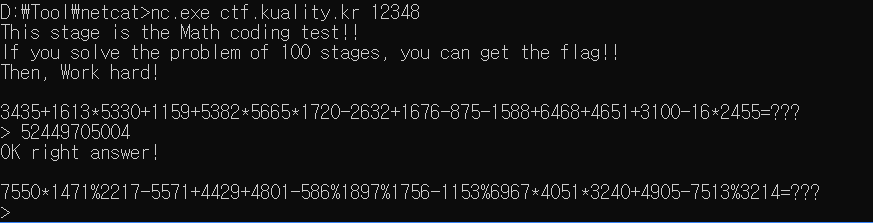 D:\Tool\netcat>nc.exe ctf.kuality.kr 12348
This stage is the Math coding test!!
If you solve the problem of 100 stages, you can get the flag!!
Then, Work hard!
3435+1613*5330+1159+5382*5665*1720-2632+1676-875-1588+6468+4651+3100-16*2455=???
> 52449705004
OK right answer!
7550*1471%2217-5571+4429+4801-586%1897%1756-1153%6967*4051*3240+4905-7513%3214=???
>